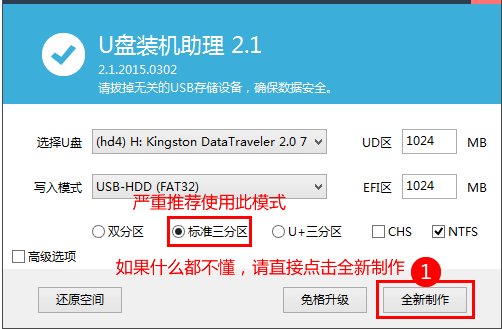 U盘装机助理 2.1
2.1.2015.0302
请拔掉无关的USB存储设备，确保数据安全。
选择U盘 (hd4) H: Kingston DataTraveler 2.0 7 UD区 1024 MB
写入模式 USB-HDD (FAT32) EFI区 1024 MB
严重推荐使用此模式
双分区 标准三分区 U+三分区 CHS NTFS
高级选项
如果什么都不懂，请直接点击全新制作 1
还原空间 免格升级 全新制作